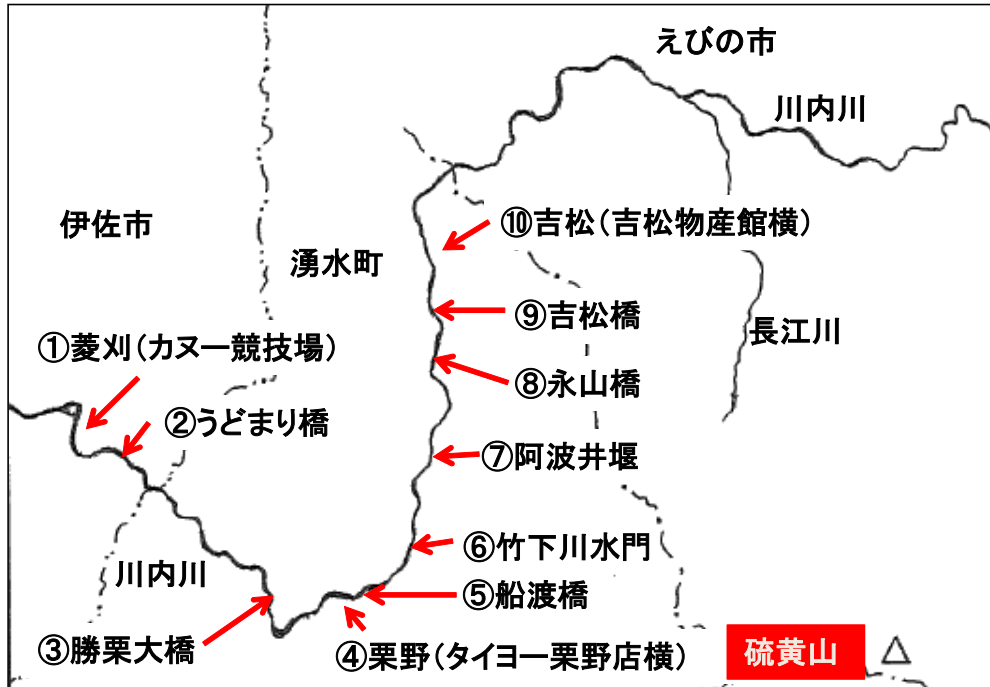 えびの市
川内川
伊佐市
⑩吉松（吉松物産館横）
湧水町
⑨吉松橋
長江川
①菱刈（カヌー競技場）
⑧永山橋
②うどまり橋
⑦阿波井堰
⑥竹下川水門
川内川
⑤船渡橋
③勝栗大橋
④栗野（タイヨー栗野店横）
硫黄山